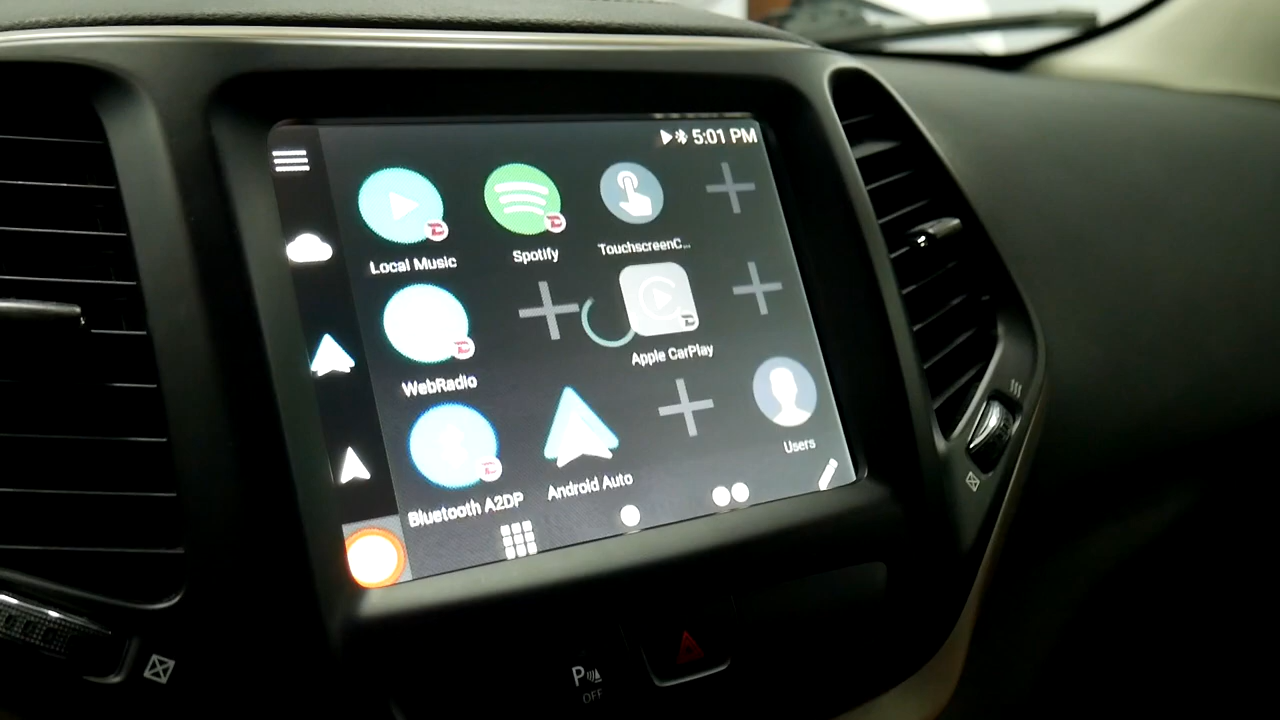 5:01 PM
Local Music
Spotify
TouchscreenC...
WebRadio
Apple CarPlay
Bluetooth A2DP
Android Auto
Users
P
OFF